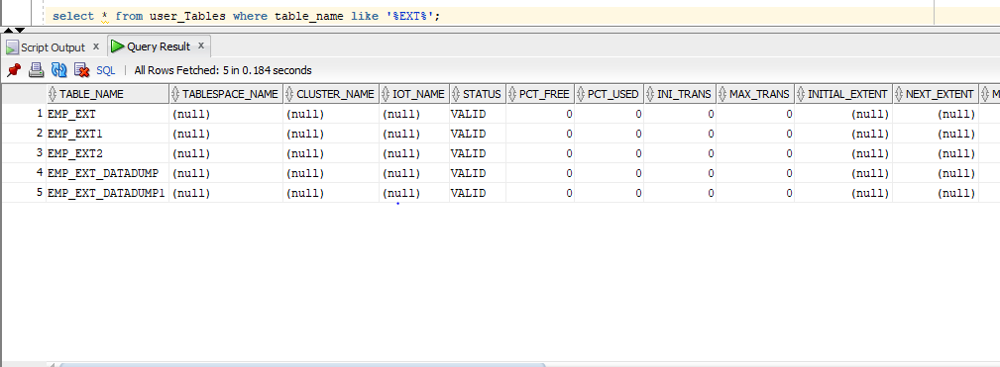 select * from user_Tables where table_name like '%EXT%';
Script Output x Query Result x
SQL | All Rows Fetched: 5 in 0.184 seconds
TABLE_NAME TABLESPACE_NAME CLUSTER_NAME IOT_NAME STATUS PCT_FREE PCT_USED INI_TRANS MAX_TRANS INITIAL_EXTENT NEXT_EXTENT M
1 EMP_EXT (null) (null) (null) VALID 0 0 0 0 (null) (null)
2 EMP_EXT1 (null) (null) (null) VALID 0 0 0 0 (null) (null)
3 EMP_EXT2 (null) (null) (null) VALID 0 0 0 0 (null) (null)
4 EMP_EXT_DATADUMP (null) (null) (null) VALID 0 0 0 0 (null) (null)
5 EMP_EXT_DATADUMP1 (null) (null) (null) VALID 0 0 0 0 (null) (null)